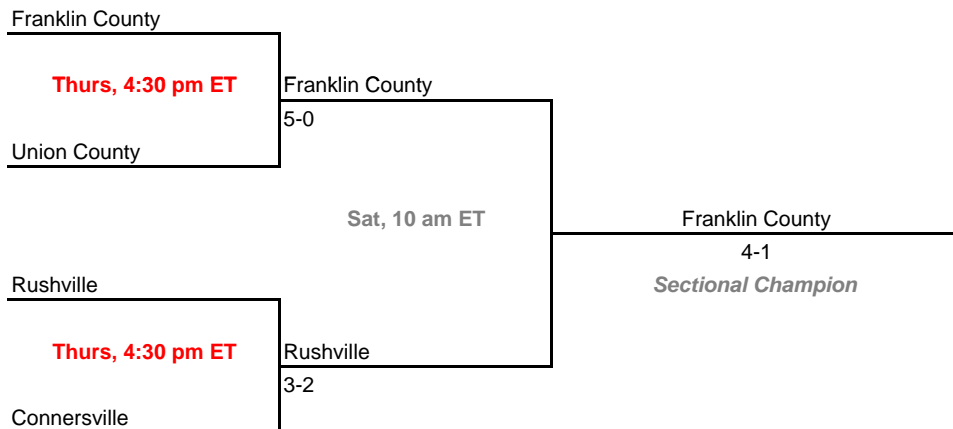 Franklin County
Thurs, 4:30 pm ET
Franklin County
5-0
Union County
Sat, 10 am ET
Franklin County
4-1
Sectional Champion
Rushville
Thurs, 4:30 pm ET
Rushville
3-2
Connersville